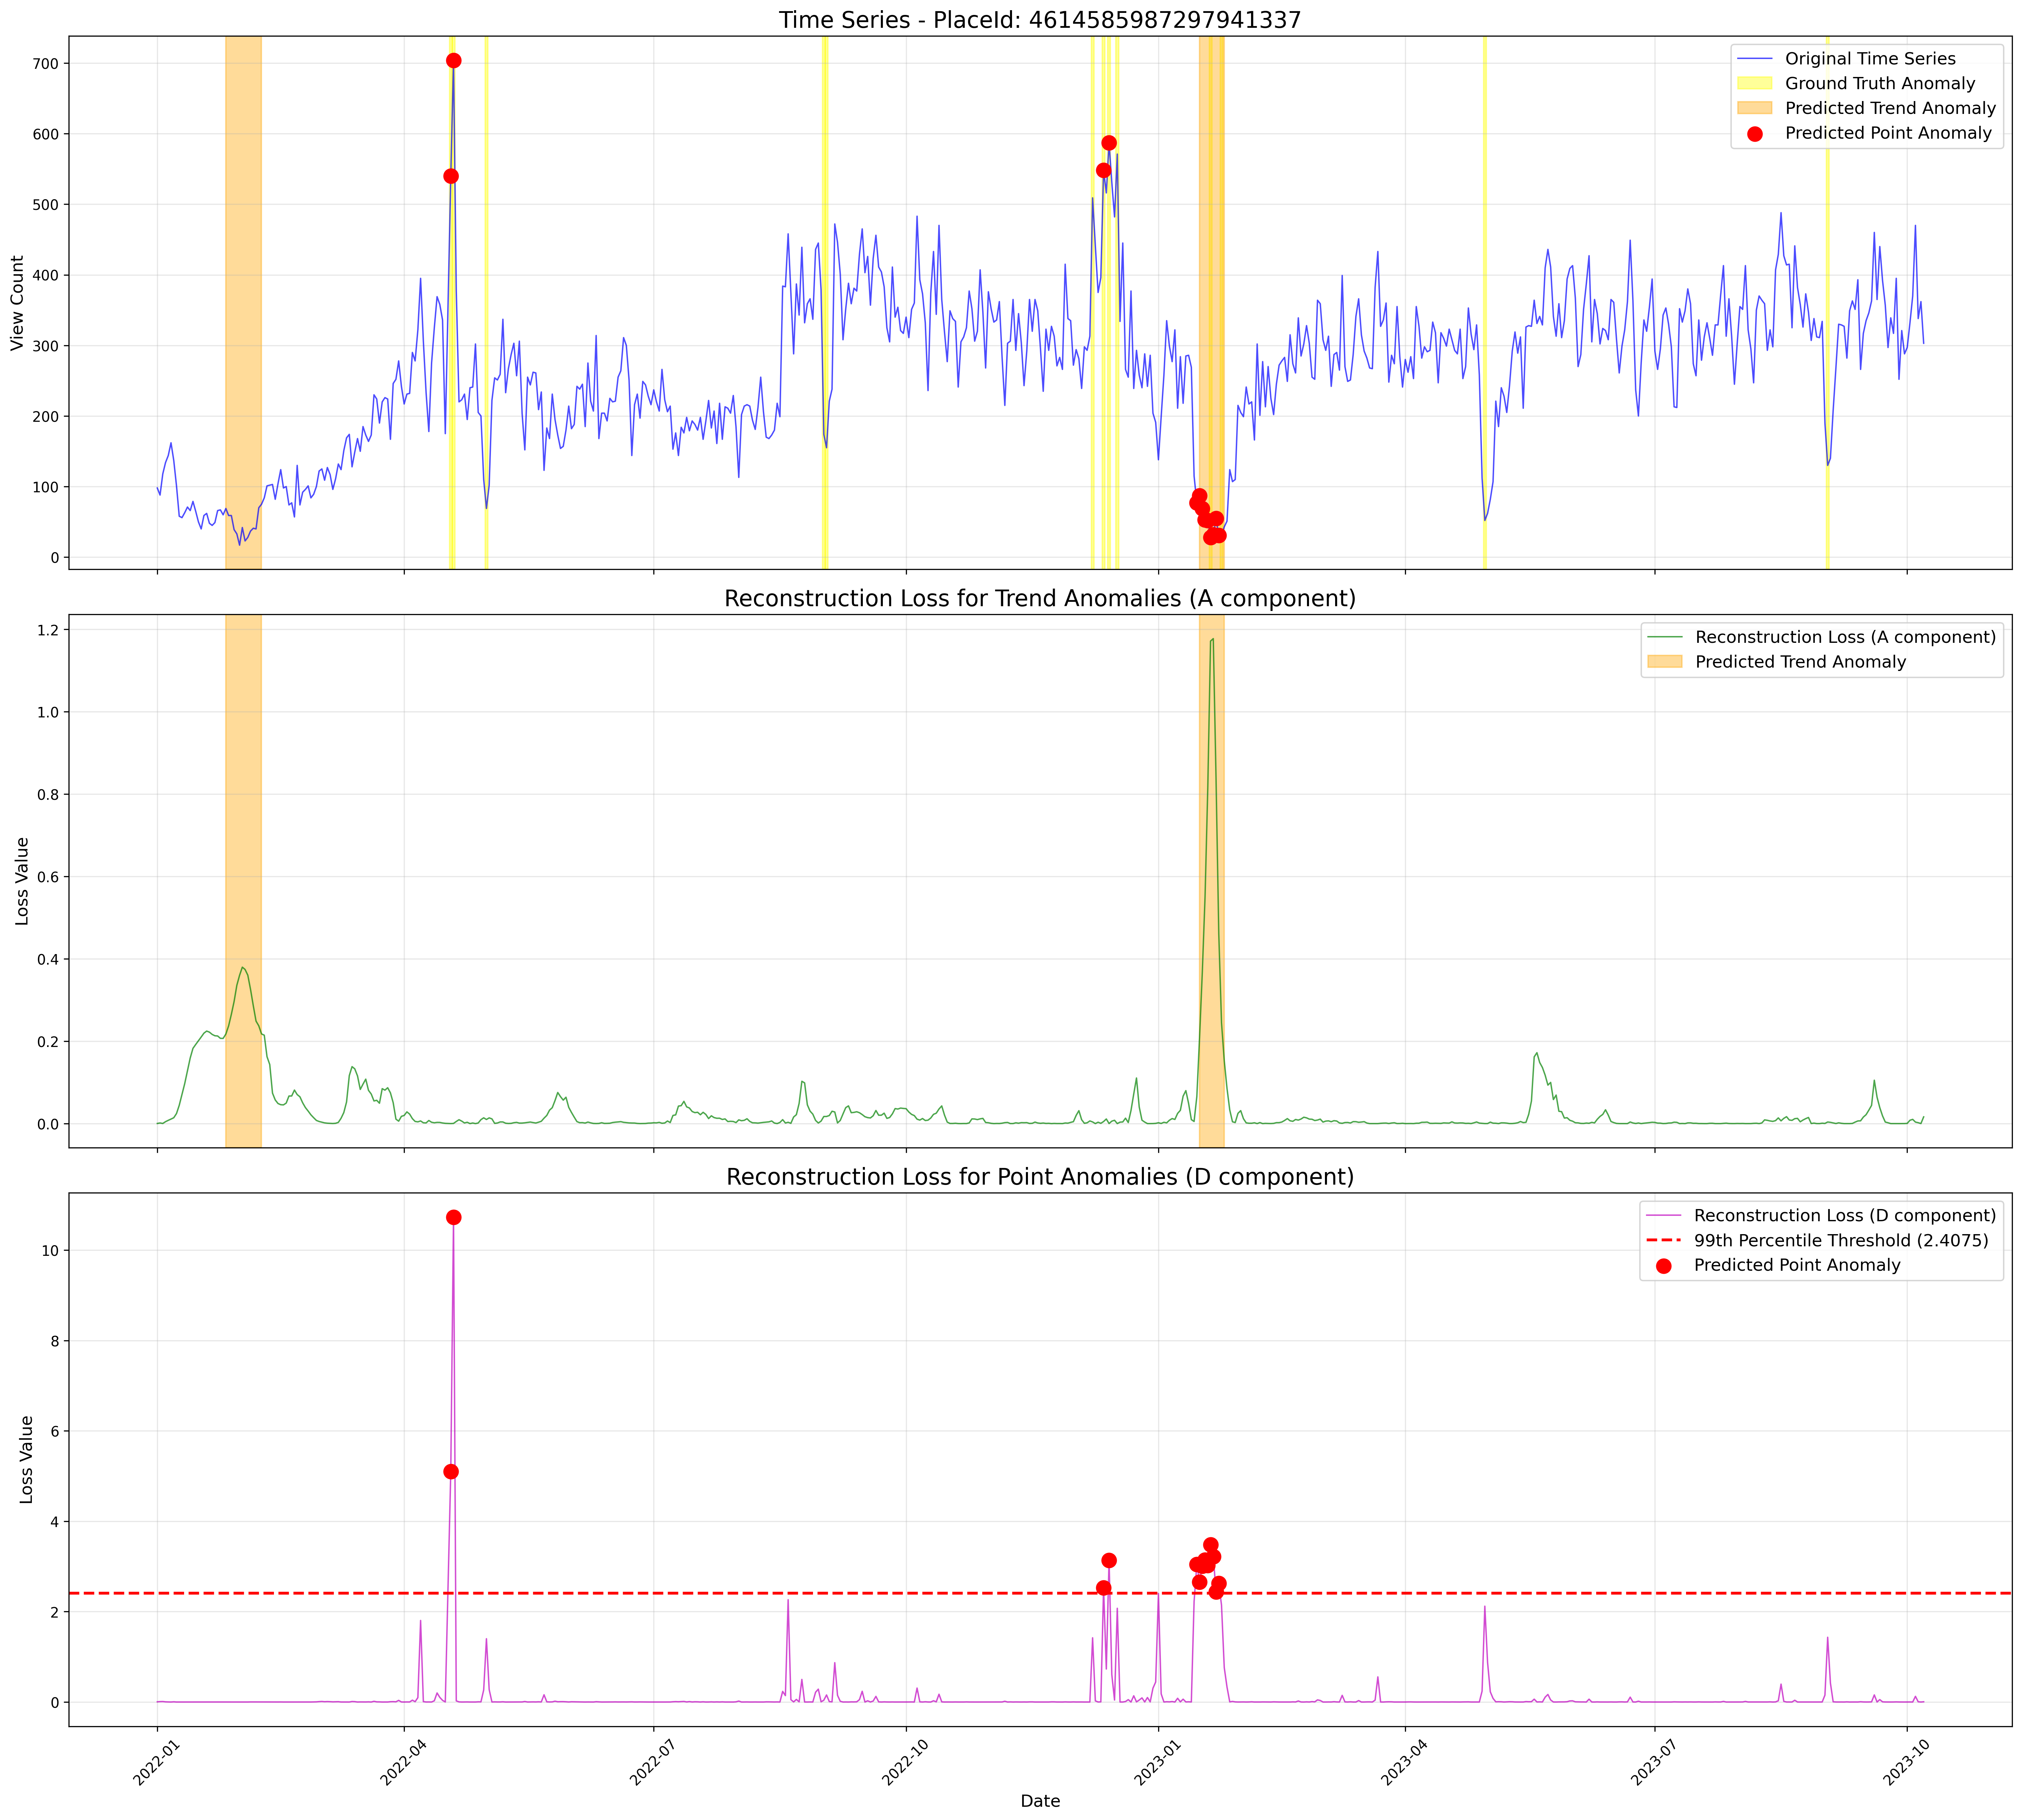 Time Series - PlaceId: 4614585987297941337
Original Time Series
Ground Truth Anomaly
Predicted Trend Anomaly
Predicted Point Anomaly
View Count
700
600
500
400
300
200
100
0
Reconstruction Loss for Trend Anomalies (A component)
Reconstruction Loss (A component)
Predicted Trend Anomaly
Loss Value
1.2
1.0
0.8
0.6
0.4
0.2
0.0
Reconstruction Loss for Point Anomalies (D component)
Reconstruction Loss (D component)
99th Percentile Threshold (2.4075)
Predicted Point Anomaly
Loss Value
10
8
6
4
2
0
2022-01
2022-04
2022-07
2022-10
2023-01
2023-04
2023-07
2023-10
Date